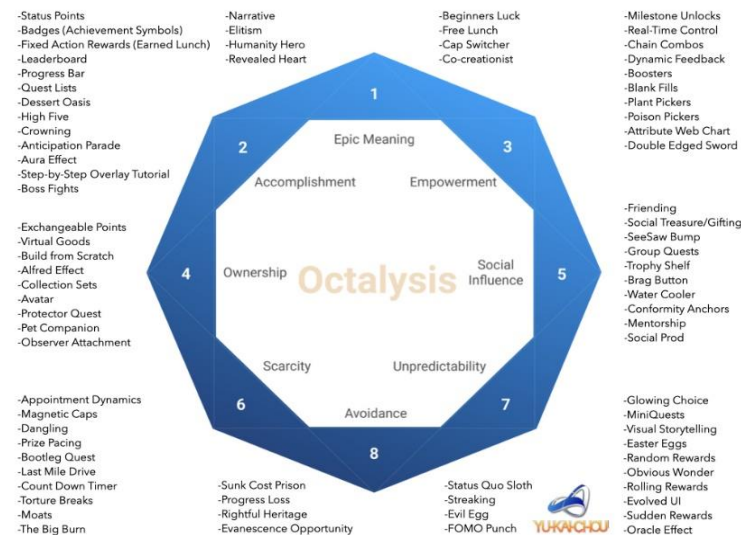 -Status Points
-Badges (Achievement Symbols)
-Fixed Action Rewards (Earned Lunch)
-Leaderboard
-Progress Bar
-Quest Lists
-Dessert Oasis
-High Five
-Crowning
-Anticipation Parade
-Aura Effect
-Step-by-Step Overlay Tutorial
-Boss Fights
-Narrative
-Elitism
-Humanity Hero
-Revealed Heart
-Beginners Luck
-Free Lunch
-Cap Switcher
-Co-creationist
-Milestone Unlocks
-Real-Time Control
-Chain Combos
-Dynamic Feedback
-Boosters
-Blank Fills
-Plant Pickers
-Poison Pickers
-Attribute Web Chart
-Double Edged Sword
1
Epic Meaning
2
Accomplishment
3
Empowerment
4
Ownership
Octalysis
Social
Influence
5
Scarcity
6
Unpredictability
7
Avoidance
8
-Exchangeable Points
-Virtual Goods
-Build from Scratch
-Alfred Effect
-Collection Sets
-Avatar
-Protector Quest
-Pet Companion
-Observer Attachment
-Friending
-Social Treasure/Gifting
-SeeSaw Bump
-Group Quests
-Trophy Shelf
-Brag Button
-Water Cooler
-Conformity Anchors
-Mentorship
-Social Prod
-Appointment Dynamics
-Magnetic Caps
-Dangling
-Prize Pacing
-Bootleg Quest
-Last Mile Drive
-Count Down Timer
-Torture Breaks
-Moats
-The Big Burn
-Sunk Cost Prison
-Progress Loss
-Rightful Heritage
-Evanescence Opportunity
-Status Quo Sloth
-Streaking
-Evil Egg
-FOMO Punch
YU-KAI CHOU
-Glowing Choice
-MiniQuests
-Visual Storytelling
-Easter Eggs
-Random Rewards
-Obvious Wonder
-Rolling Rewards
-Evolved UI
-Sudden Rewards
-Oracle Effect